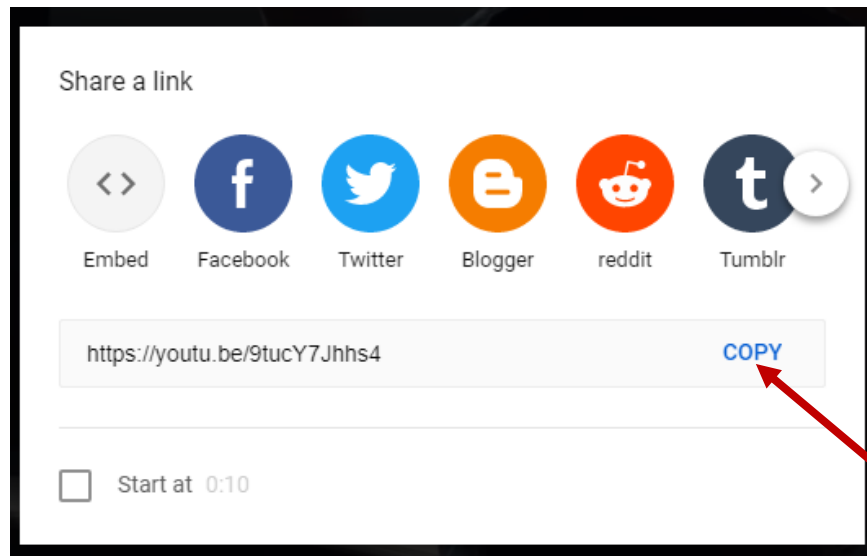 Share a link
Embed Facebook Twitter Blogger reddit Tumblr
https://youtu.be/9tucY7Jhhs4 COPY
Start at 0:10